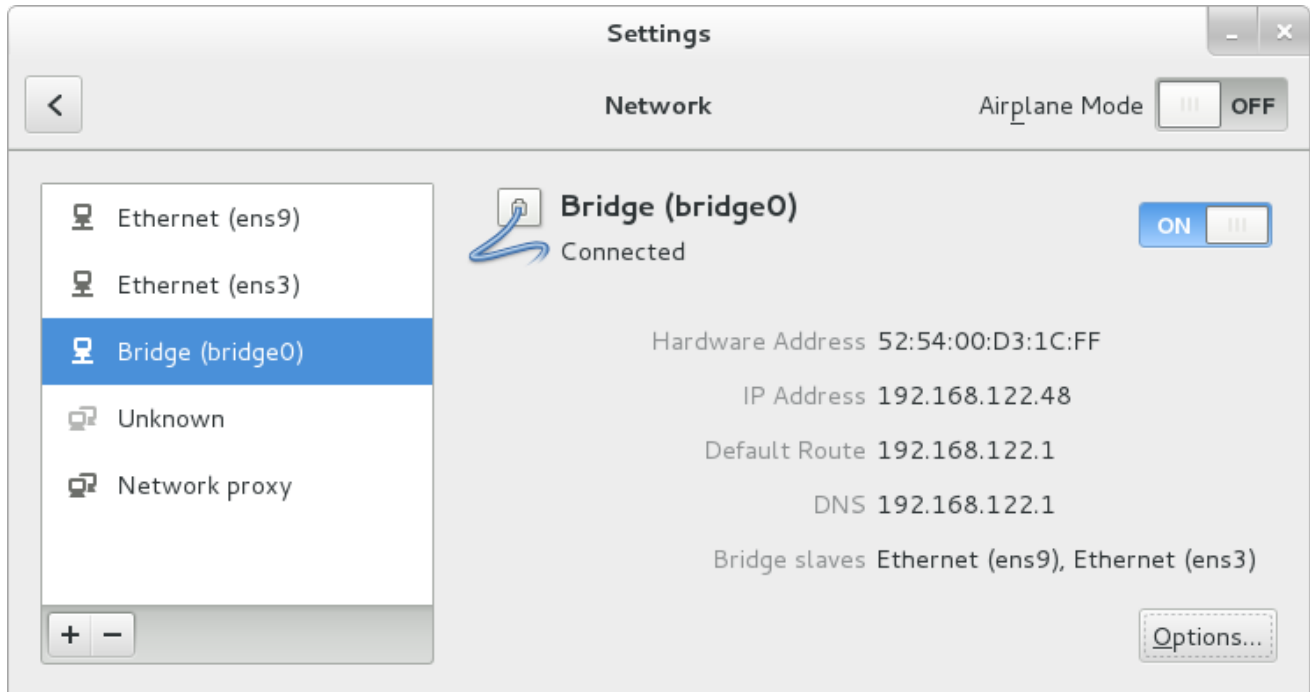 Settings
Network
Airplane Mode OFF
Ethernet (ens9)
Ethernet (ens3)
Bridge (bridge0)
Unknown
Network proxy
Bridge (bridge0)
Connected
ON
Hardware Address 52:54:00:D3:1C:FF
IP Address 192.168.122.48
Default Route 192.168.122.1
DNS 192.168.122.1
Bridge slaves Ethernet (ens9), Ethernet (ens3)
Options...